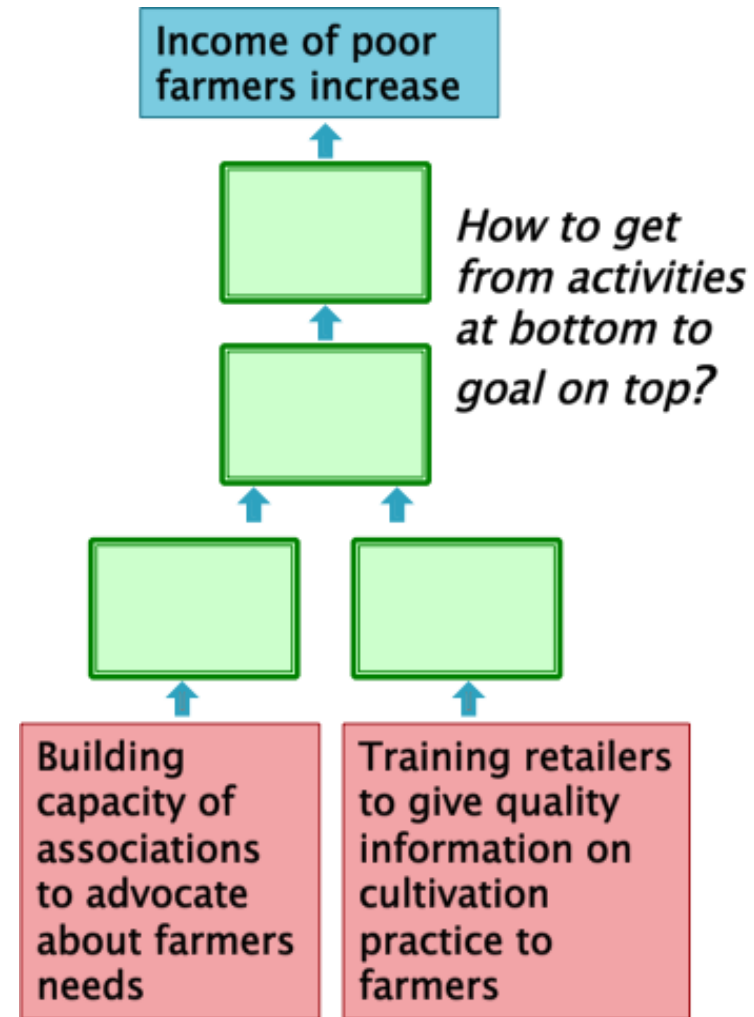 Income of poor
farmers increase
How to get
from activities
at bottom to
goal on top?
Building
capacity of
associations
to advocate
about farmers
needs
Training retailers
to give quality
information on
cultivation
practice to
farmers